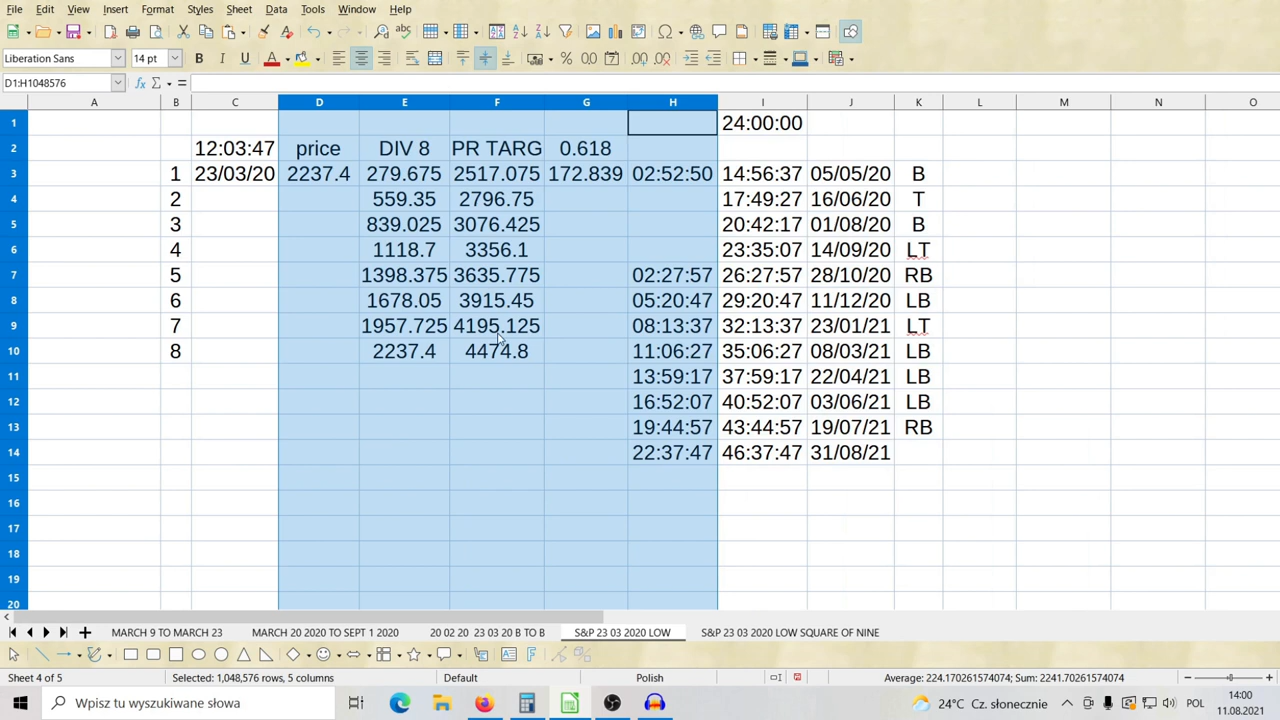 File Edit View Insert Format Styles Sheet Data Tools Window Help
Liberation Sans 14 pt
D1:H1048576
A B C D E F G H I J K L M N O
1 24:00:00
2 12:03:47 price DIV 8 PR TARG 0.618
3 1 23/03/20 2237.4 279.675 2517.075 172.839 02:52:50 14:56:37 05/05/20 B
4 2 559.35 2796.75 17:49:27 16/06/20 T
5 3 839.025 3076.425 20:42:17 01/08/20 B
6 4 1118.7 3356.1 23:35:07 14/09/20 LT
7 5 1398.375 3635.775 02:27:57 26:27:57 28/10/20 RB
8 6 1678.05 3915.45 05:20:47 29:20:47 11/12/20 LB
9 7 1957.725 4195.125 08:13:37 32:13:37 23/01/21 LT
10 8 2237.4 4474.8 11:06:27 35:06:27 08/03/21 LB
11 13:59:17 37:59:17 22/04/21 LB
12 16:52:07 40:52:07 03/06/21 LB
13 19:44:57 43:44:57 19/07/21 RB
14 22:37:47 46:37:47 31/08/21
15
16
17
18
19
20
MARCH 9 TO MARCH 23 MARCH 20 2020 TO SEPT 1 2020 20 02 20 23 03 20 B TO B S&P 23 03 2020 LOW S&P 23 03 2020 LOW SQUARE OF NINE
Sheet 4 of 5 Selected: 1,048,576 rows, 5 columns Default Polish Average: 224.170261574074; Sum: 2241.70261574074
Wpisz tu wyszukiwane słowa 24°C Cz. słonecznie POL 14:00
11.08.2021